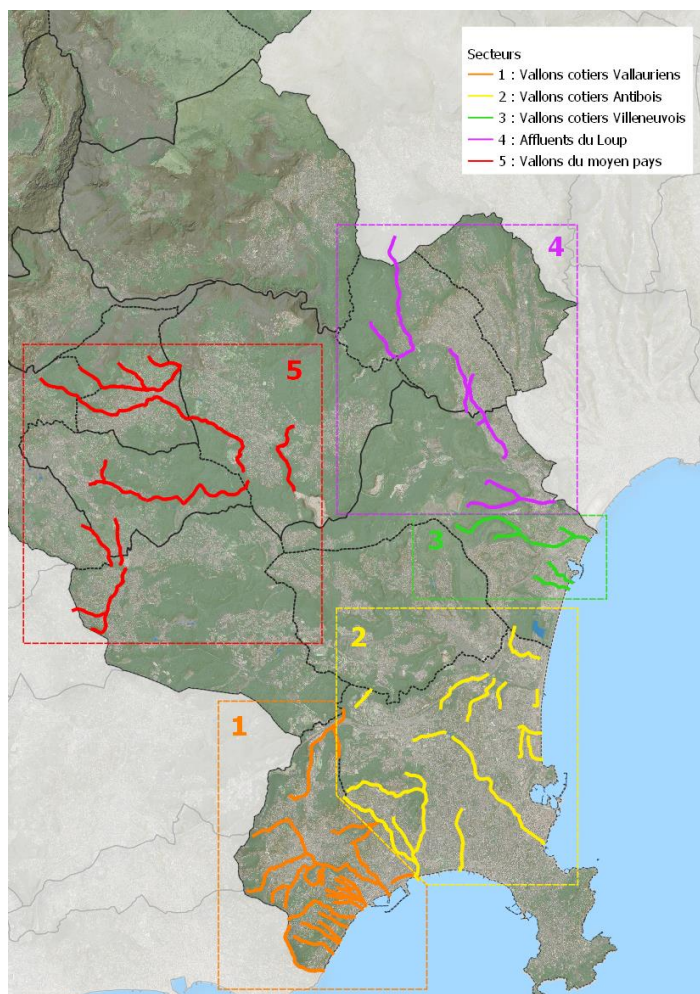 Secteurs
1 : Vallons cotiers Vallauriens
2 : Vallons cotiers Antibois
3 : Vallons cotiers Villeneuvois
4 : Affluents du Loup
5 : Vallons du moyen pays
4
5
3
2
1